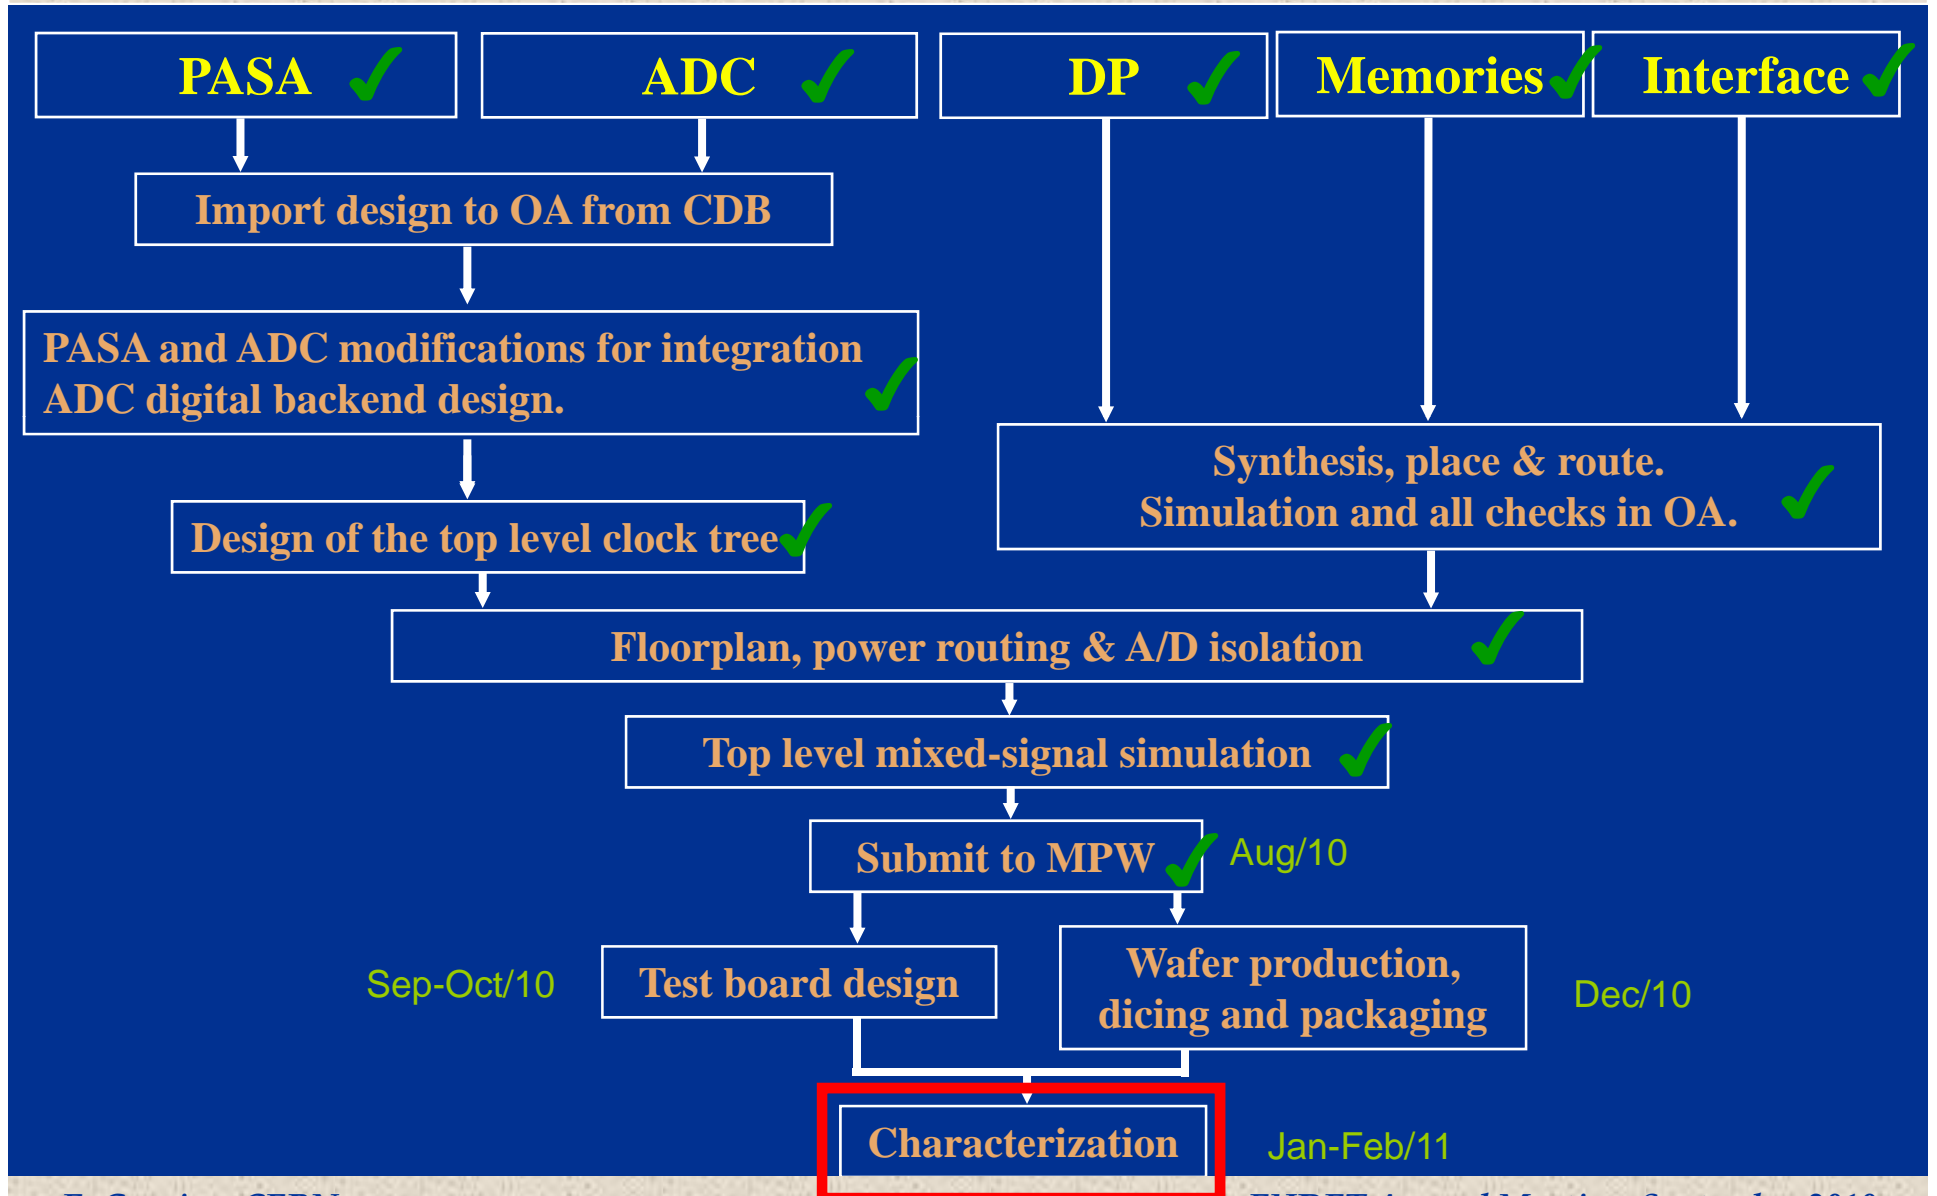 PASA
ADC
DP
Memories
Interface
Import design to OA from CDB
PASA and ADC modifications for integration
ADC digital backend design.
Synthesis, place & route.
Simulation and all checks in OA.
Design of the top level clock tree
Floorplan, power routing & A/D isolation
Top level mixed-signal simulation
Submit to MPW
Aug/10
Sep-Oct/10
Test board design
Wafer production,
dicing and packaging
Dec/10
Characterization
Jan-Feb/11